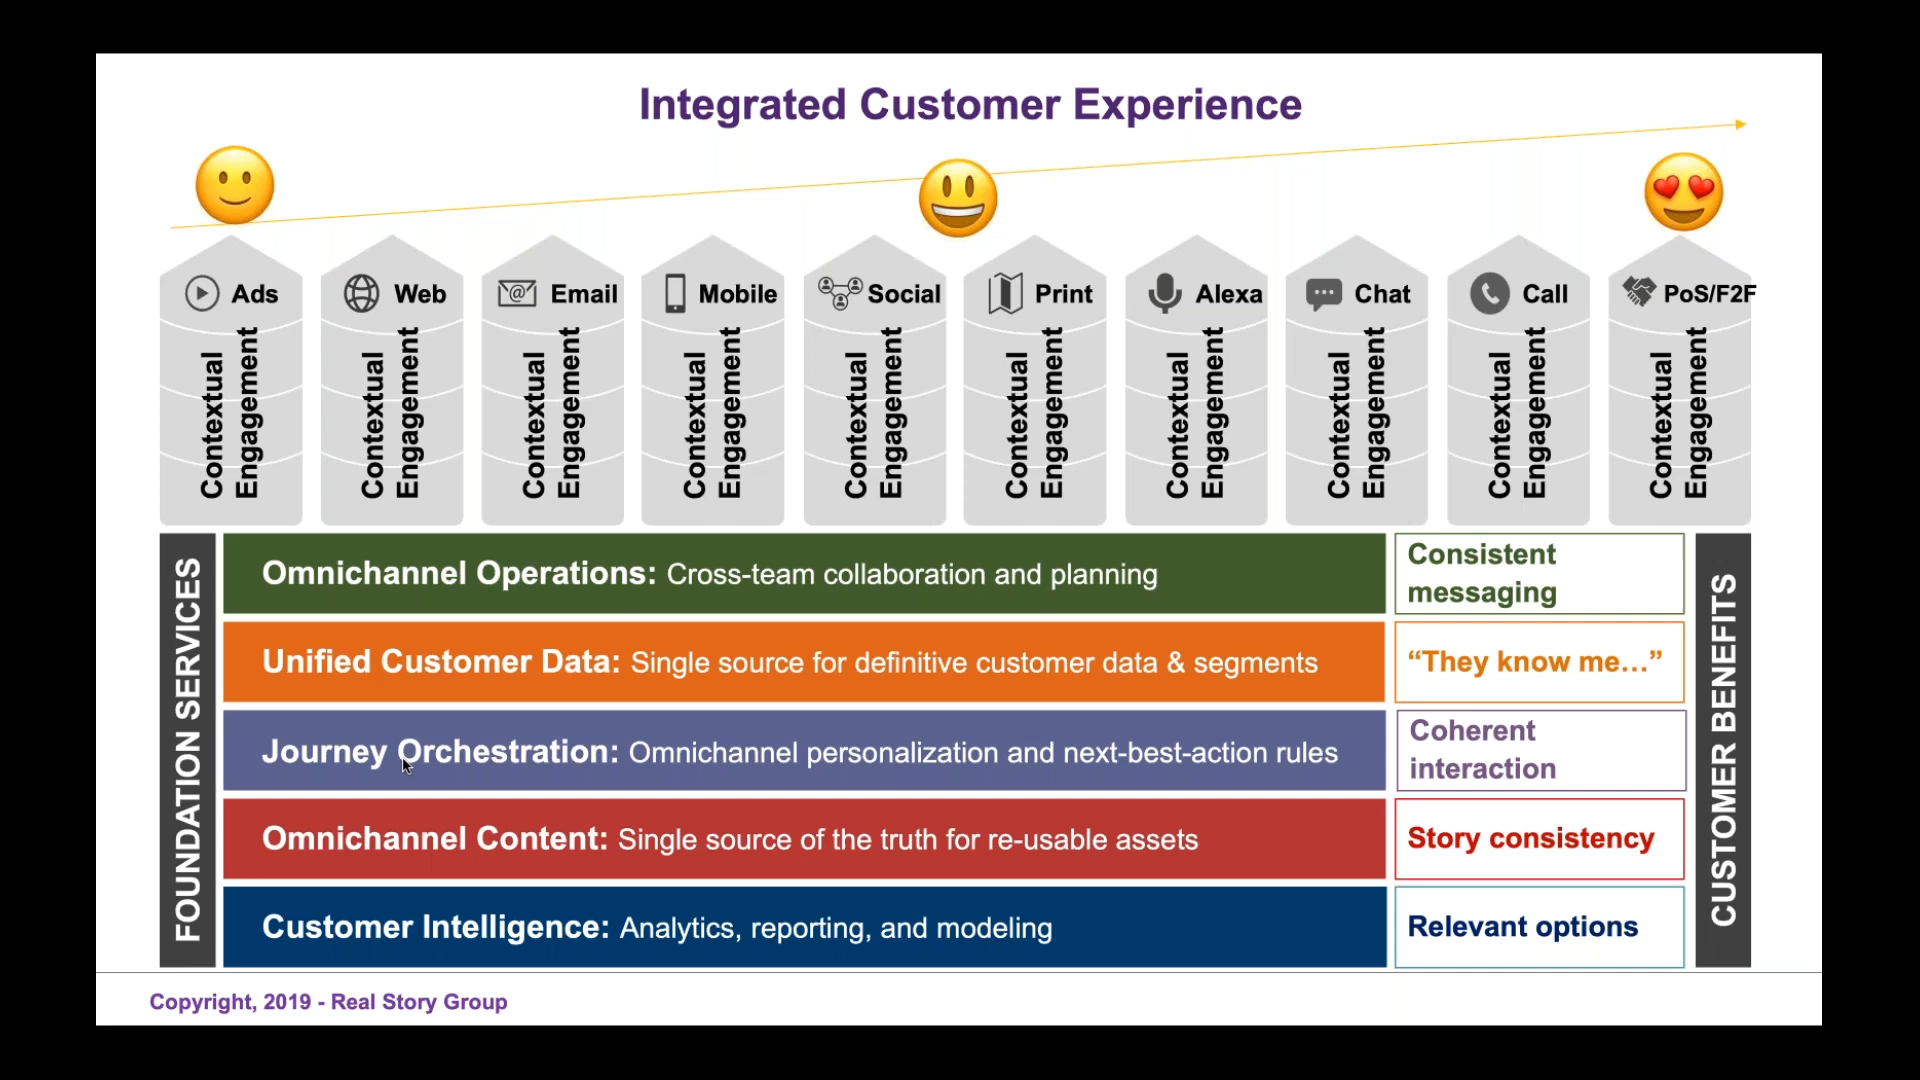 Integrated Customer Experience
Ads
Web
Email
Mobile
Social
Print
Alexa
Chat
Call
PoS/F2F
Contextual
Engagement
Contextual
Engagement
Contextual
Engagement
Contextual
Engagement
Contextual
Engagement
Contextual
Engagement
Contextual
Engagement
Contextual
Engagement
Contextual
Engagement
Contextual
Engagement
FOUNDATION SERVICES
Omnichannel Operations: Cross-team collaboration and planning
Consistent
messaging
Unified Customer Data: Single source for definitive customer data & segments
“They know me...”
Journey Orchestration: Omnichannel personalization and next-best-action rules
Coherent
interaction
Omnichannel Content: Single source of the truth for re-usable assets
Story consistency
Customer Intelligence: Analytics, reporting, and modeling
Relevant options
CUSTOMER BENEFITS
Copyright, 2019 - Real Story Group